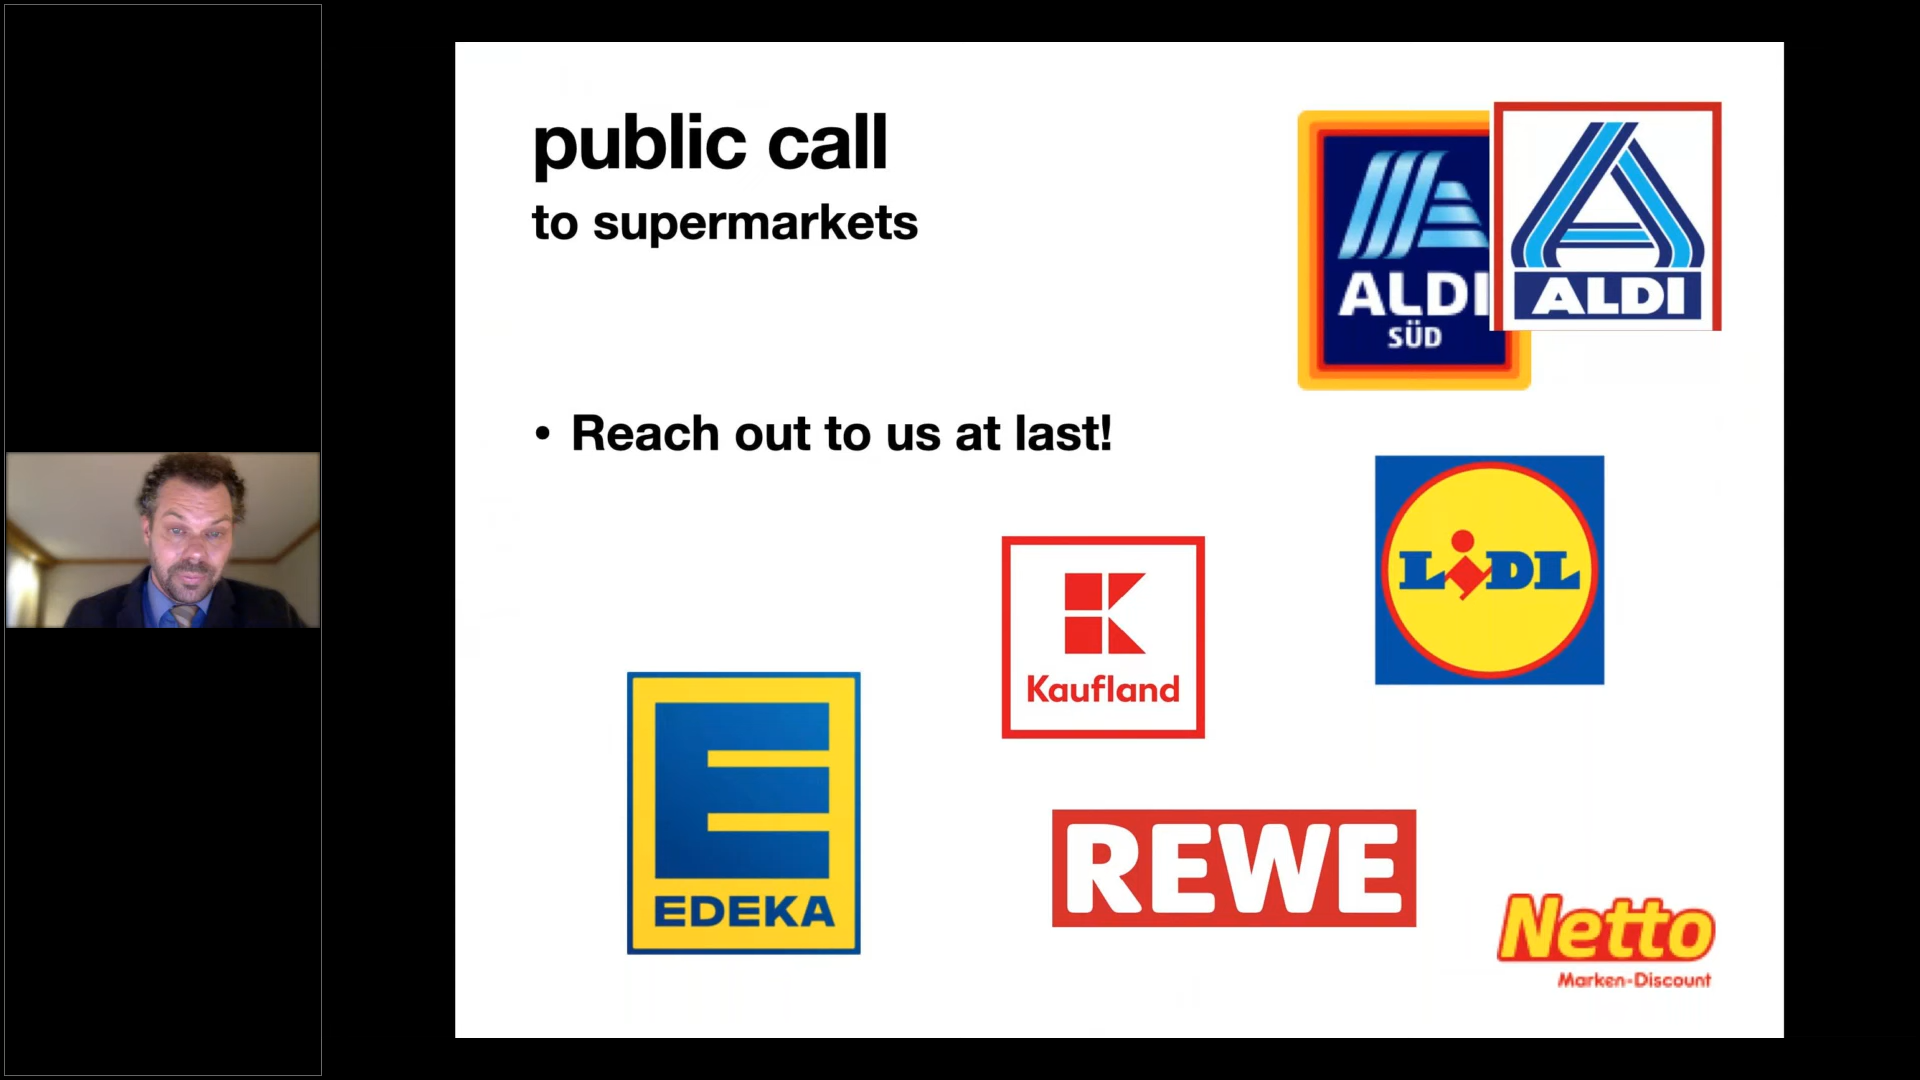 public call
to supermarkets
ALDI
SÜD
ALDI
• Reach out to us at last!
LIDL
Kaufland
EDEKA
REWE
Netto
Marken-Discount